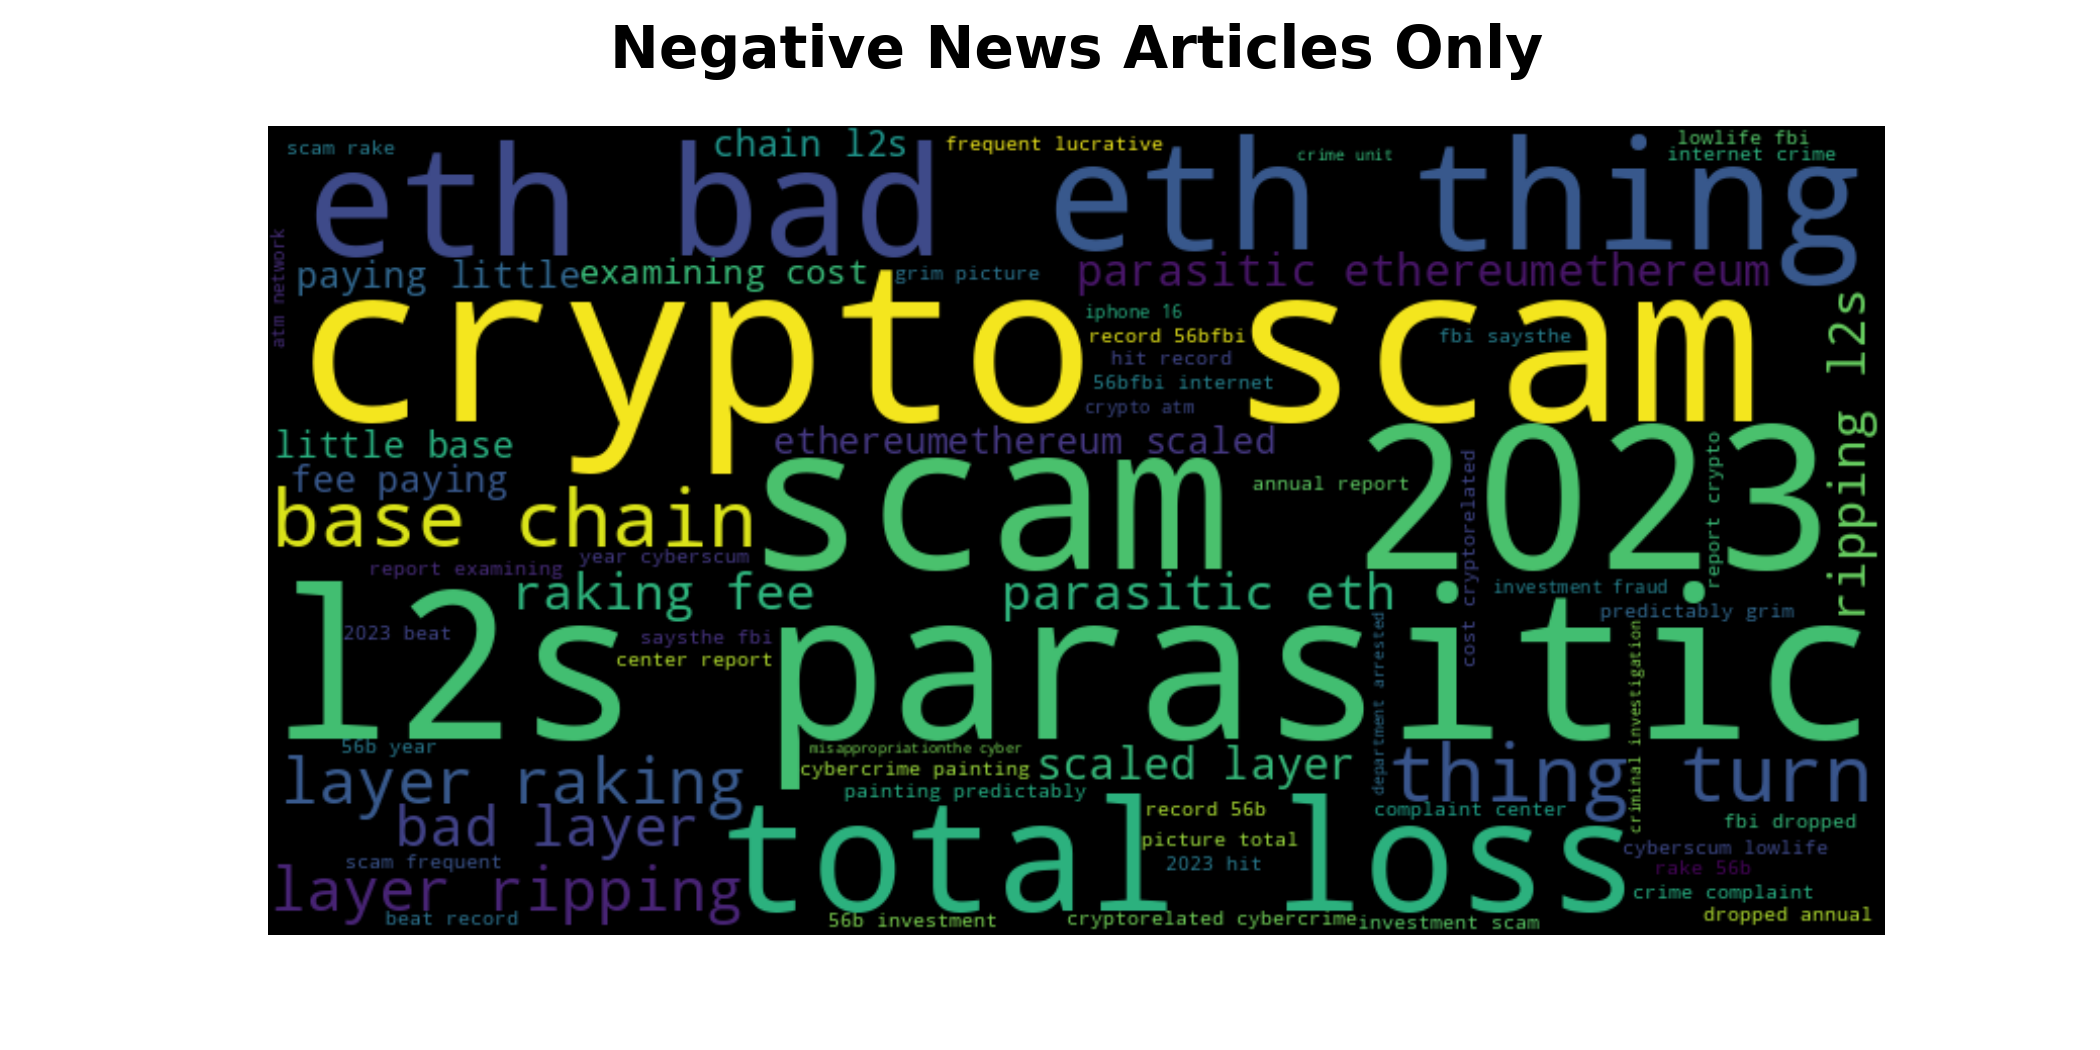 Negative News Articles Only
scam rake
eth bad
chain l2s
frequent lucrative
eth thing
crime unit
lowlife fbi
internet crime
atm network
paying little
examining cost
grim picture
parasitic ethereumethereum
crypto scam
iphone 16
record 56bfbi
hit record
56bfbi internet
crypto atm
fbi saysthe
ripping l2s
little base
fee paying
ethereumethereum scaled
base chain
scam 2023
annual report
cost cryptorelated
report crypto
report examining
year cyberscum
raking fee
parasitic eth
investment fraud
predictably grim
l2s parasitic
2023 beat
saysthe fbi
center report
department arrested
criminal investigation
56b year
layer raking
misappropriationthe cyber
cybercrime painting
painting predictably
scaled layer
thing turn
bad layer
total loss
record 56b
picture total
2023 hit
complaint center
fbi dropped
cyberscum lowlife
rake 56b
scam frequent
layer ripping
beat record
56b investment
cryptorelated cybercrime
investment scam
crime complaint
dropped annual